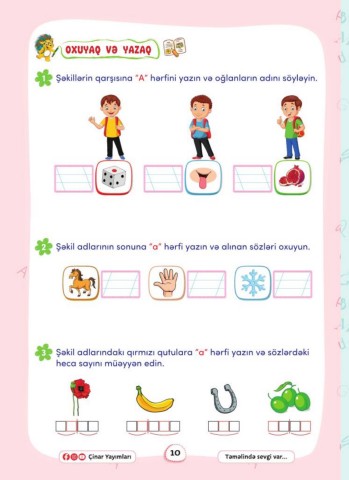 OXUYAQ VƏ YAZAQ
1 Şəkillərin qarşısına "A" hərfini yazın və oğlanların adını söyləyin.
2 Şəkil adlarının sonuna "a" hərfi yazın və alınan sözləri oxuyun.
3 Şəkil adlarındakı qırmızı qutulara "a" hərfi yazın və sözlərdəki
heca sayını müəyyən edin.
Çinar Yayımları
10
Təməlində sevgi var...